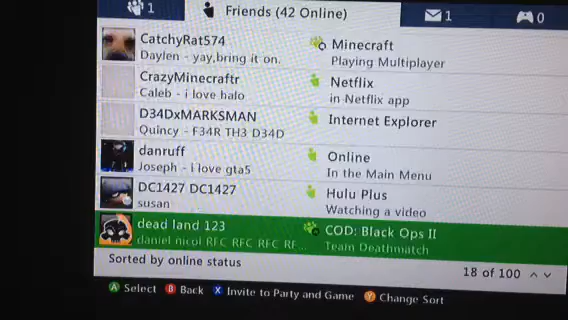 1
Friends (42 Online)
1
0
CatchyRat574
Daylen - yay,bring it on.
Minecraft
Playing Multiplayer
CrazyMinecraftr
Caleb - i love halo
Netflix
in Netflix app
D34DxMARKSMAN
Quincy - F34R TH3 D34D
Internet Explorer
danruff
Joseph - i love gta5
Online
In the Main Menu
DC1427 DC1427
susan
Hulu Plus
Watching a video
dead land 123
daniel nicol RFC RFC RFC RF...
COD: Black Ops II
Team Deathmatch
Sorted by online status
18 of 100
A Select B Back X Invite to Party and Game Y Change Sort